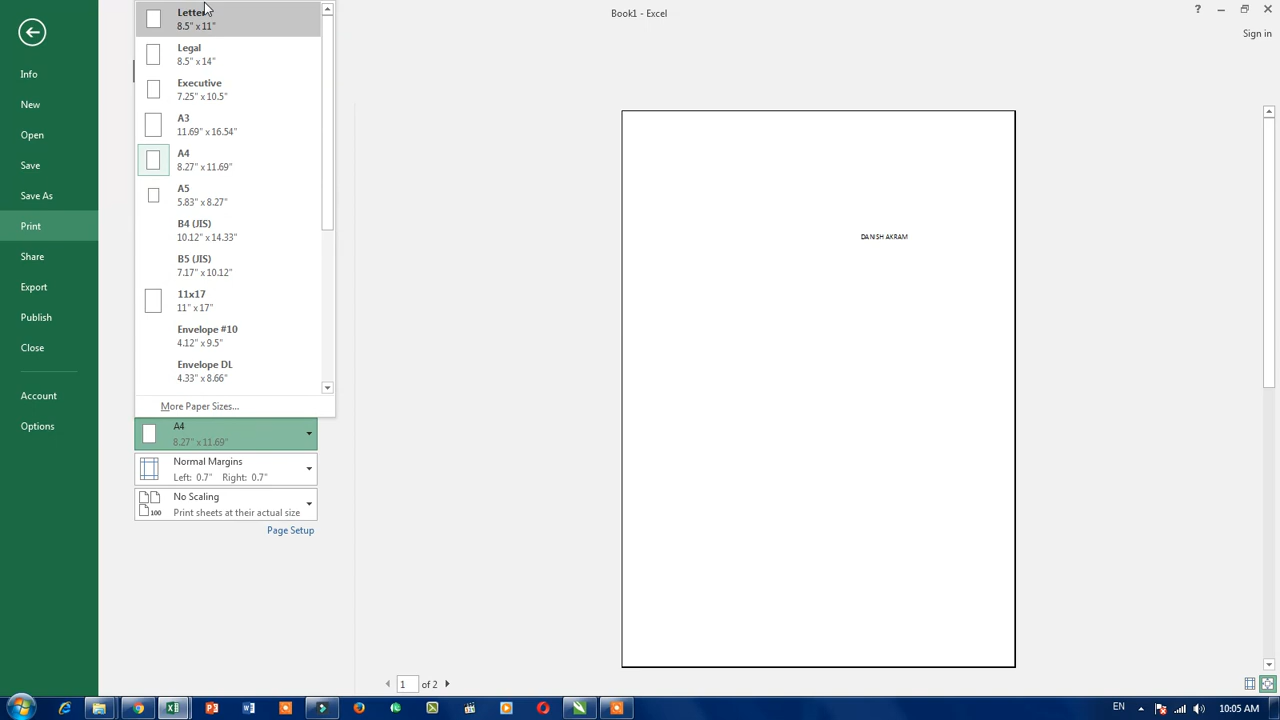 Book1 - Excel
?
Sign in
Info
New
Open
Save
Save As
Print
Share
Export
Publish
Close
Account
Options
Letter
8.5" x 11"
Legal
8.5" x 14"
Executive
7.25" x 10.5"
A3
11.69" x 16.54"
A4
8.27" x 11.69"
A5
5.83" x 8.27"
B4 (JIS)
10.12" x 14.33"
B5 (JIS)
7.17" x 10.12"
11x17
11" x 17"
Envelope #10
4.12" x 9.5"
Envelope DL
4.33" x 8.66"
More Paper Sizes...
A4
8.27" x 11.69"
Normal Margins
Left: 0.7" Right: 0.7"
No Scaling
100 Print sheets at their actual size
Page Setup
DANISH AKRAM
1 of 2
EN 10:05 AM